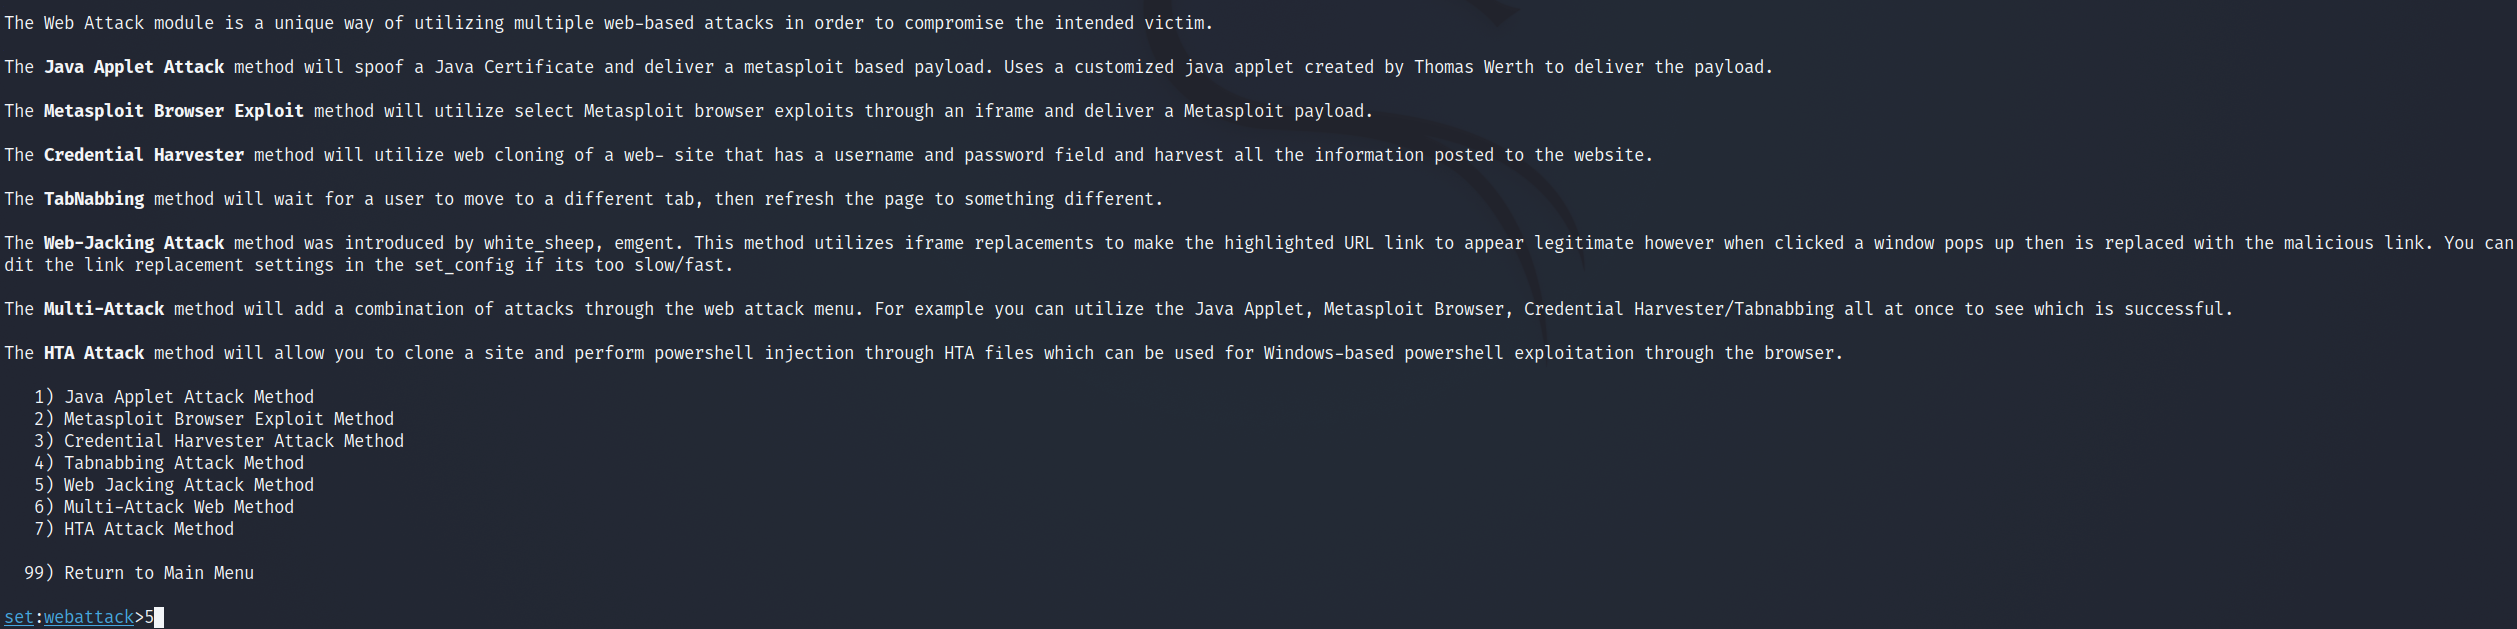 The Web Attack module is a unique way of utilizing multiple web-based attacks in order to compromise the intended victim.
The Java Applet Attack method will spoof a Java Certificate and deliver a metasploit based payload. Uses a customized java applet created by Thomas Werth to deliver the payload.
The Metasploit Browser Exploit method will utilize select Metasploit browser exploits through an iframe and deliver a Metasploit payload.
The Credential Harvester method will utilize web cloning of a web- site that has a username and password field and harvest all the information posted to the website.
The TabNabbing method will wait for a user to move to a different tab, then refresh the page to something different.
The Web-Jacking Attack method was introduced by white_sheep, emgent. This method utilizes iframe replacements to make the highlighted URL link to appear legitimate however when clicked a window pops up then is replaced with the malicious link. You can
dit the link replacement settings in the set_config if its too slow/fast.
The Multi-Attack method will add a combination of attacks through the web attack menu. For example you can utilize the Java Applet, Metasploit Browser, Credential Harvester/Tabnabbing all at once to see which is successful.
The HTA Attack method will allow you to clone a site and perform powershell injection through HTA files which can be used for Windows-based powershell exploitation through the browser.
1) Java Applet Attack Method
2) Metasploit Browser Exploit Method
3) Credential Harvester Attack Method
4) Tabnabbing Attack Method
5) Web Jacking Attack Method
6) Multi-Attack Web Method
7) HTA Attack Method
99) Return to Main Menu
set:webattack>5